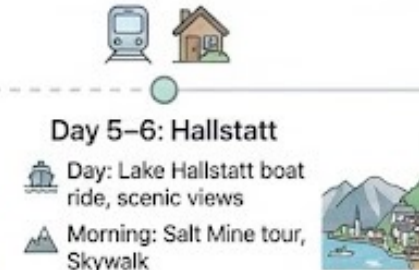 Day 5–6: Hallstatt
Day: Lake Hallstatt boat
ride, scenic views
Morning: Salt Mine tour,
Skywalk